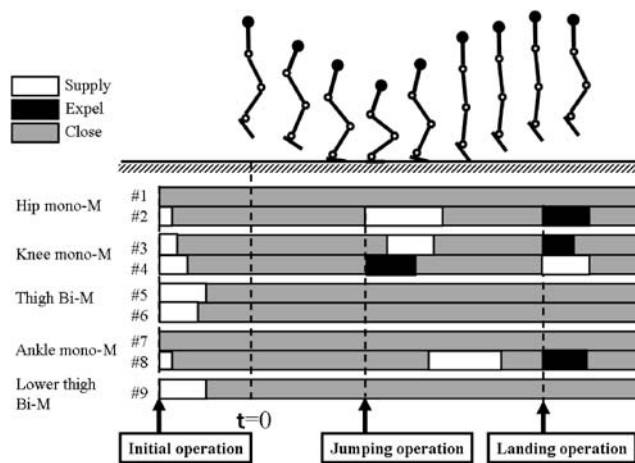 Supply
Expel
Close
Hip mono-M
#1
#2
Knee mono-M
#3
#4
Thigh Bi-M
#5
#6
Ankle mono-M
#7
#8
Lower thigh
Bi-M
#9
t=0
Initial operation
Jumping operation
Landing operation